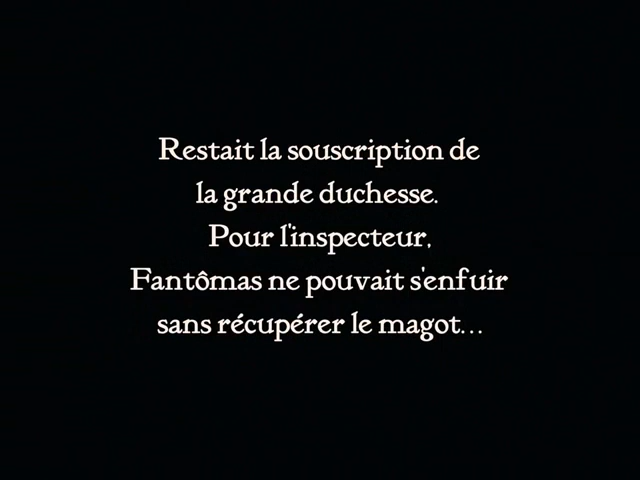 Restait la souscription de
la grande duchesse.
Pour l'inspecteur,
Fantômas ne pouvait s'enfuir
sans récupérer le magot...